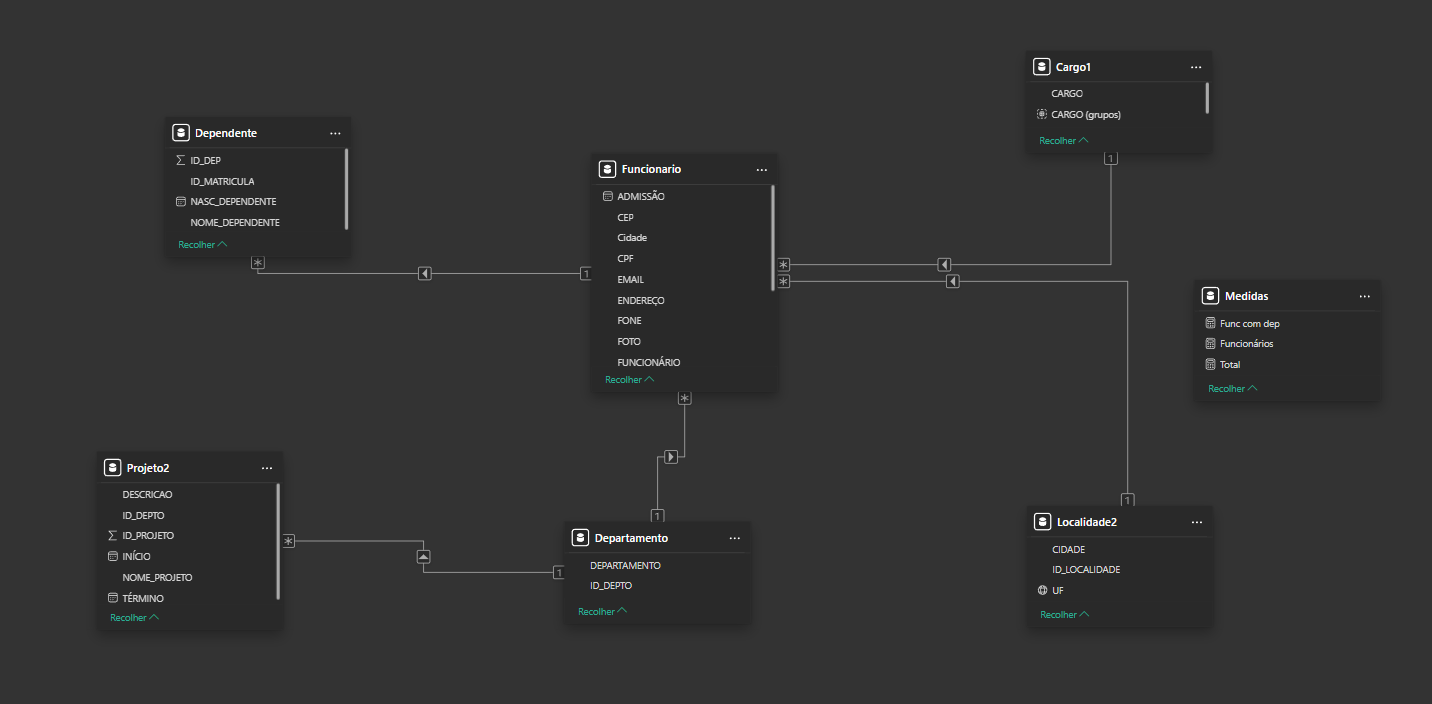 Cargo1
CARGO
CARGO (grupos)
Recolher
1
Dependente
ID_DEP
ID_MATRICULA
NASC_DEPENDENTE
NOME_DEPENDENTE
Recolher
*
1
Funcionario
ADMISSÃO
CEP
Cidade
CPF
EMAIL
ENDEREÇO
FONE
FOTO
FUNCIONÁRIO
Recolher
*
*
*
Medidas
Func com dep
Funcionários
Total
Recolher
Projeto2
DESCRICAO
ID_DEPTO
ID_PROJETO
INÍCIO
NOME_PROJETO
TÉRMINO
Recolher
*
1
1
Departamento
DEPARTAMENTO
ID_DEPTO
Recolher
1
Localidade2
CIDADE
ID_LOCALIDADE
UF
Recolher